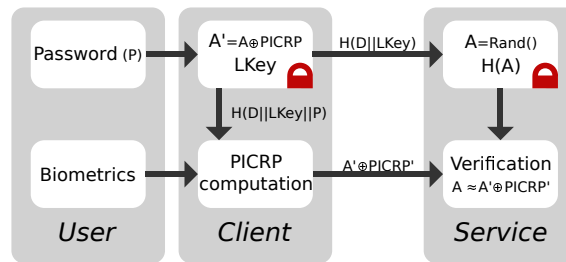 Password (P)
A'=A⊕PICRP
LKey
H(D||LKey)
A=Rand()
H(A)
H(D||LKey||P)
Biometrics
PICRP
computation
A'⊕PICRP'
Verification
A ≈A'⊕PICRP'
User
Client
Service